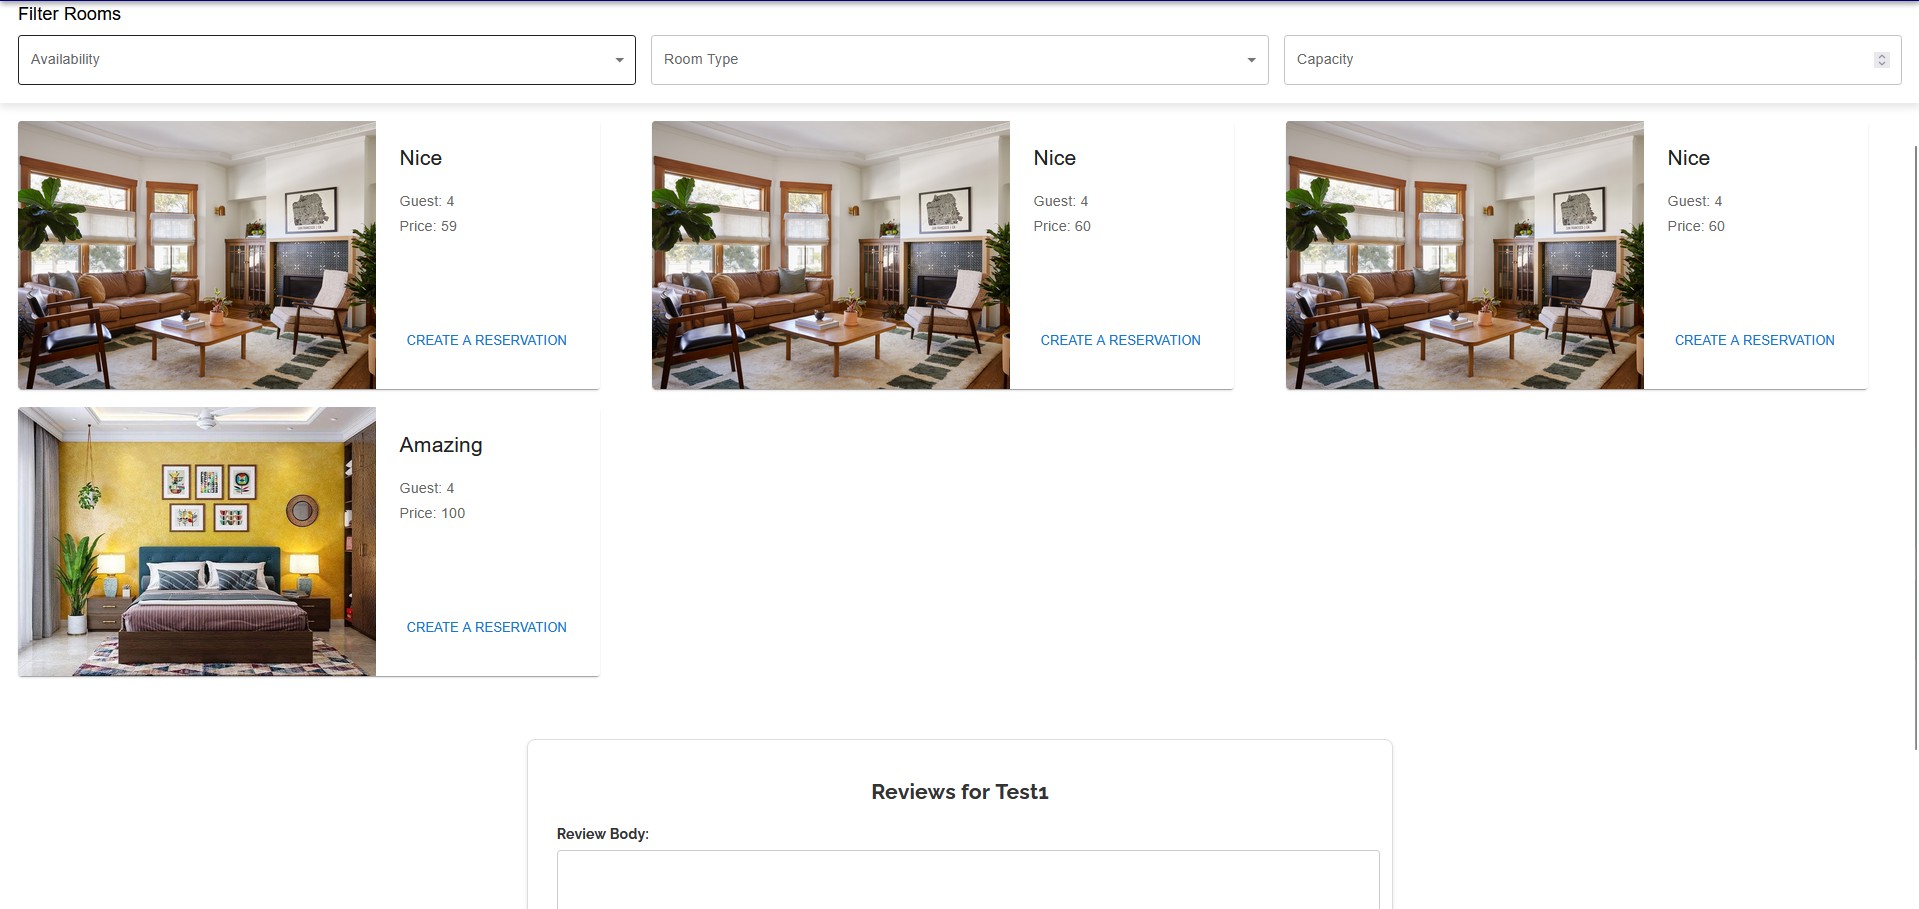 Filter Rooms
Availability
Room Type
Capacity
Nice
Guest: 4
Price: 59
CREATE A RESERVATION
Nice
Guest: 4
Price: 60
CREATE A RESERVATION
Nice
Guest: 4
Price: 60
CREATE A RESERVATION
Amazing
Guest: 4
Price: 100
CREATE A RESERVATION
Reviews for Test1
Review Body: